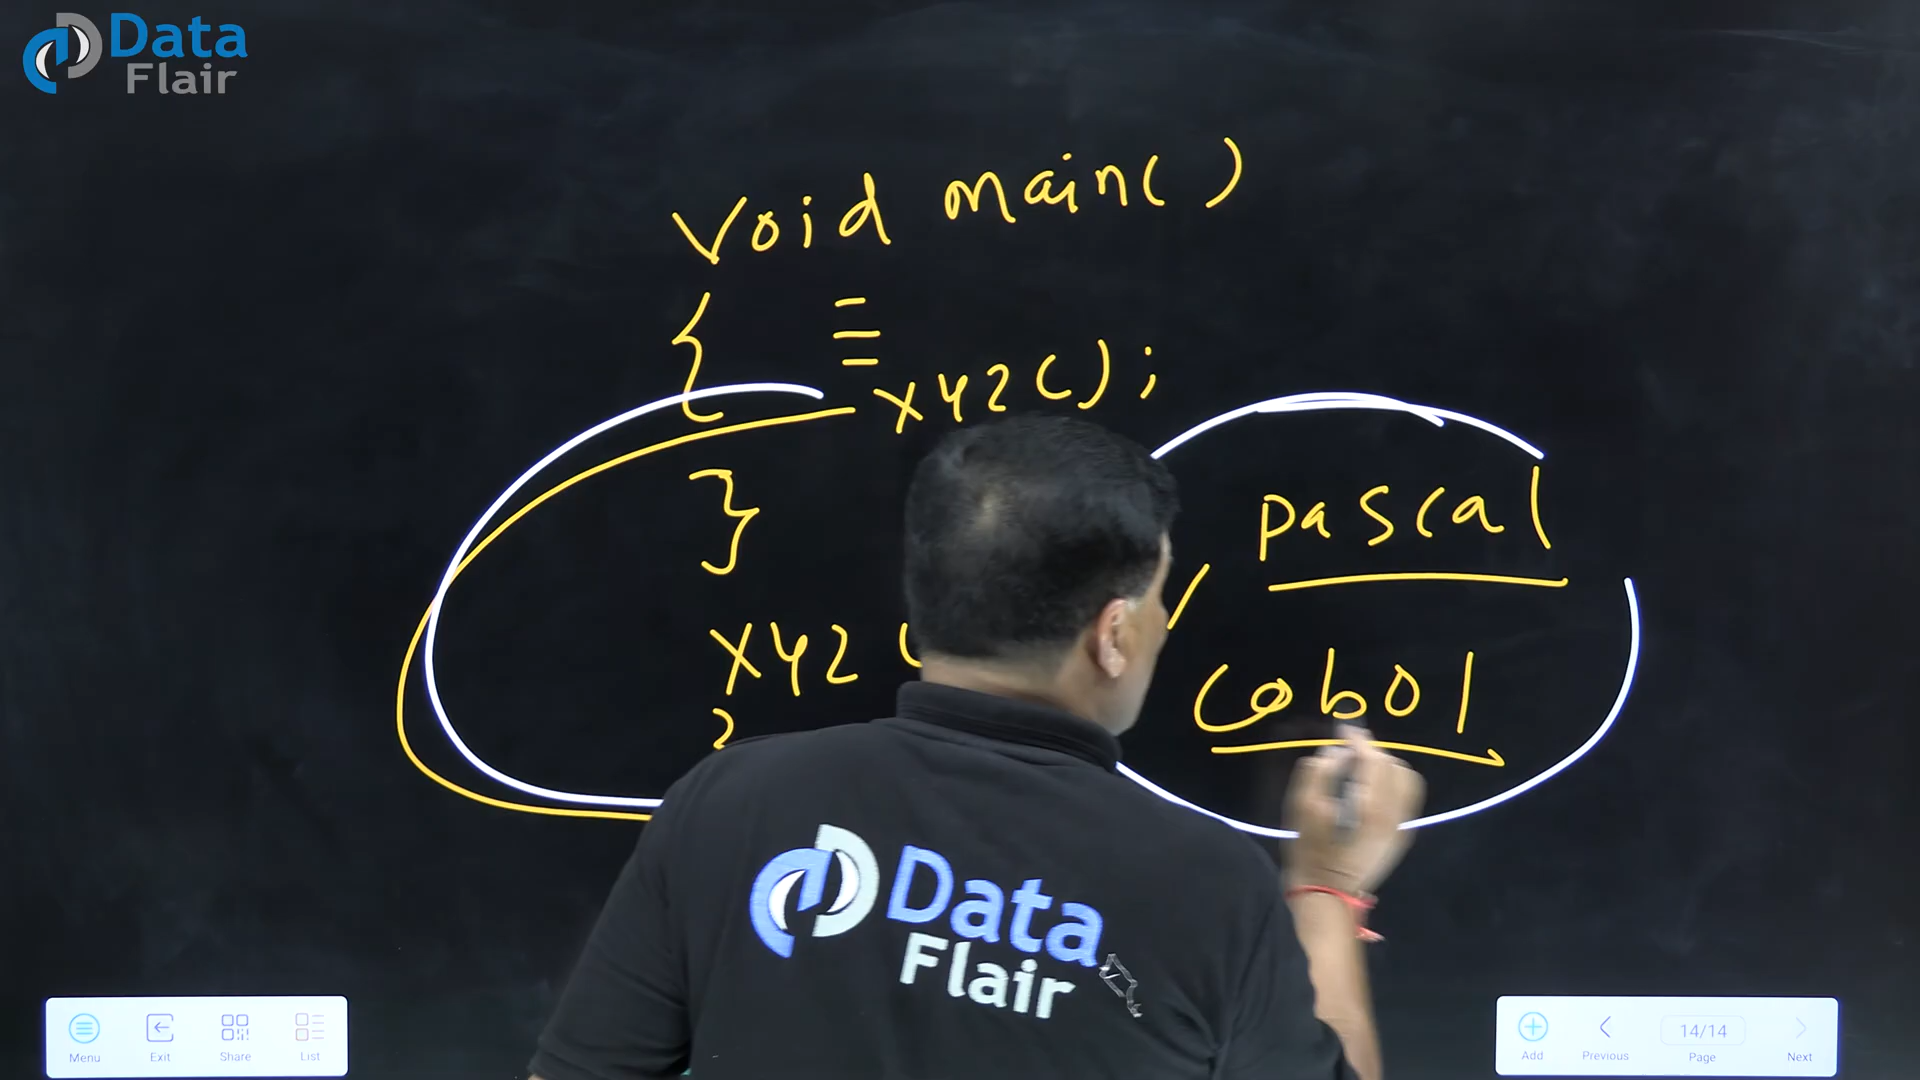 Data
Flair
Void main( )
{
xyz( );
}
xyz (
pascal
cobol
Data
Flair
Menu
Exit
Share
List
Add
Previous
14/14
Page
Next